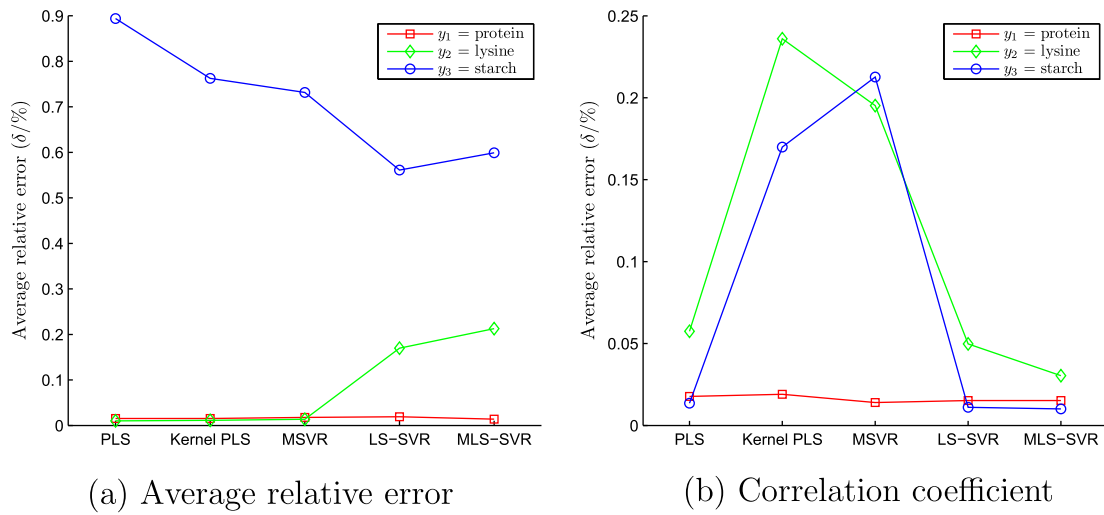 Average relative error (δ/%)
0.9
0.8
0.7
0.6
0.5
0.4
0.3
0.2
0.1
0
PLS Kernel PLS MSVR LS−SVR MLS−SVR
y₁ = protein
y₂ = lysine
y₃ = starch
(a) Average relative error
Average relative error (δ/%)
0.25
0.2
0.15
0.1
0.05
0
PLS Kernel PLS MSVR LS−SVR MLS−SVR
y₁ = protein
y₂ = lysine
y₃ = starch
(b) Correlation coefficient